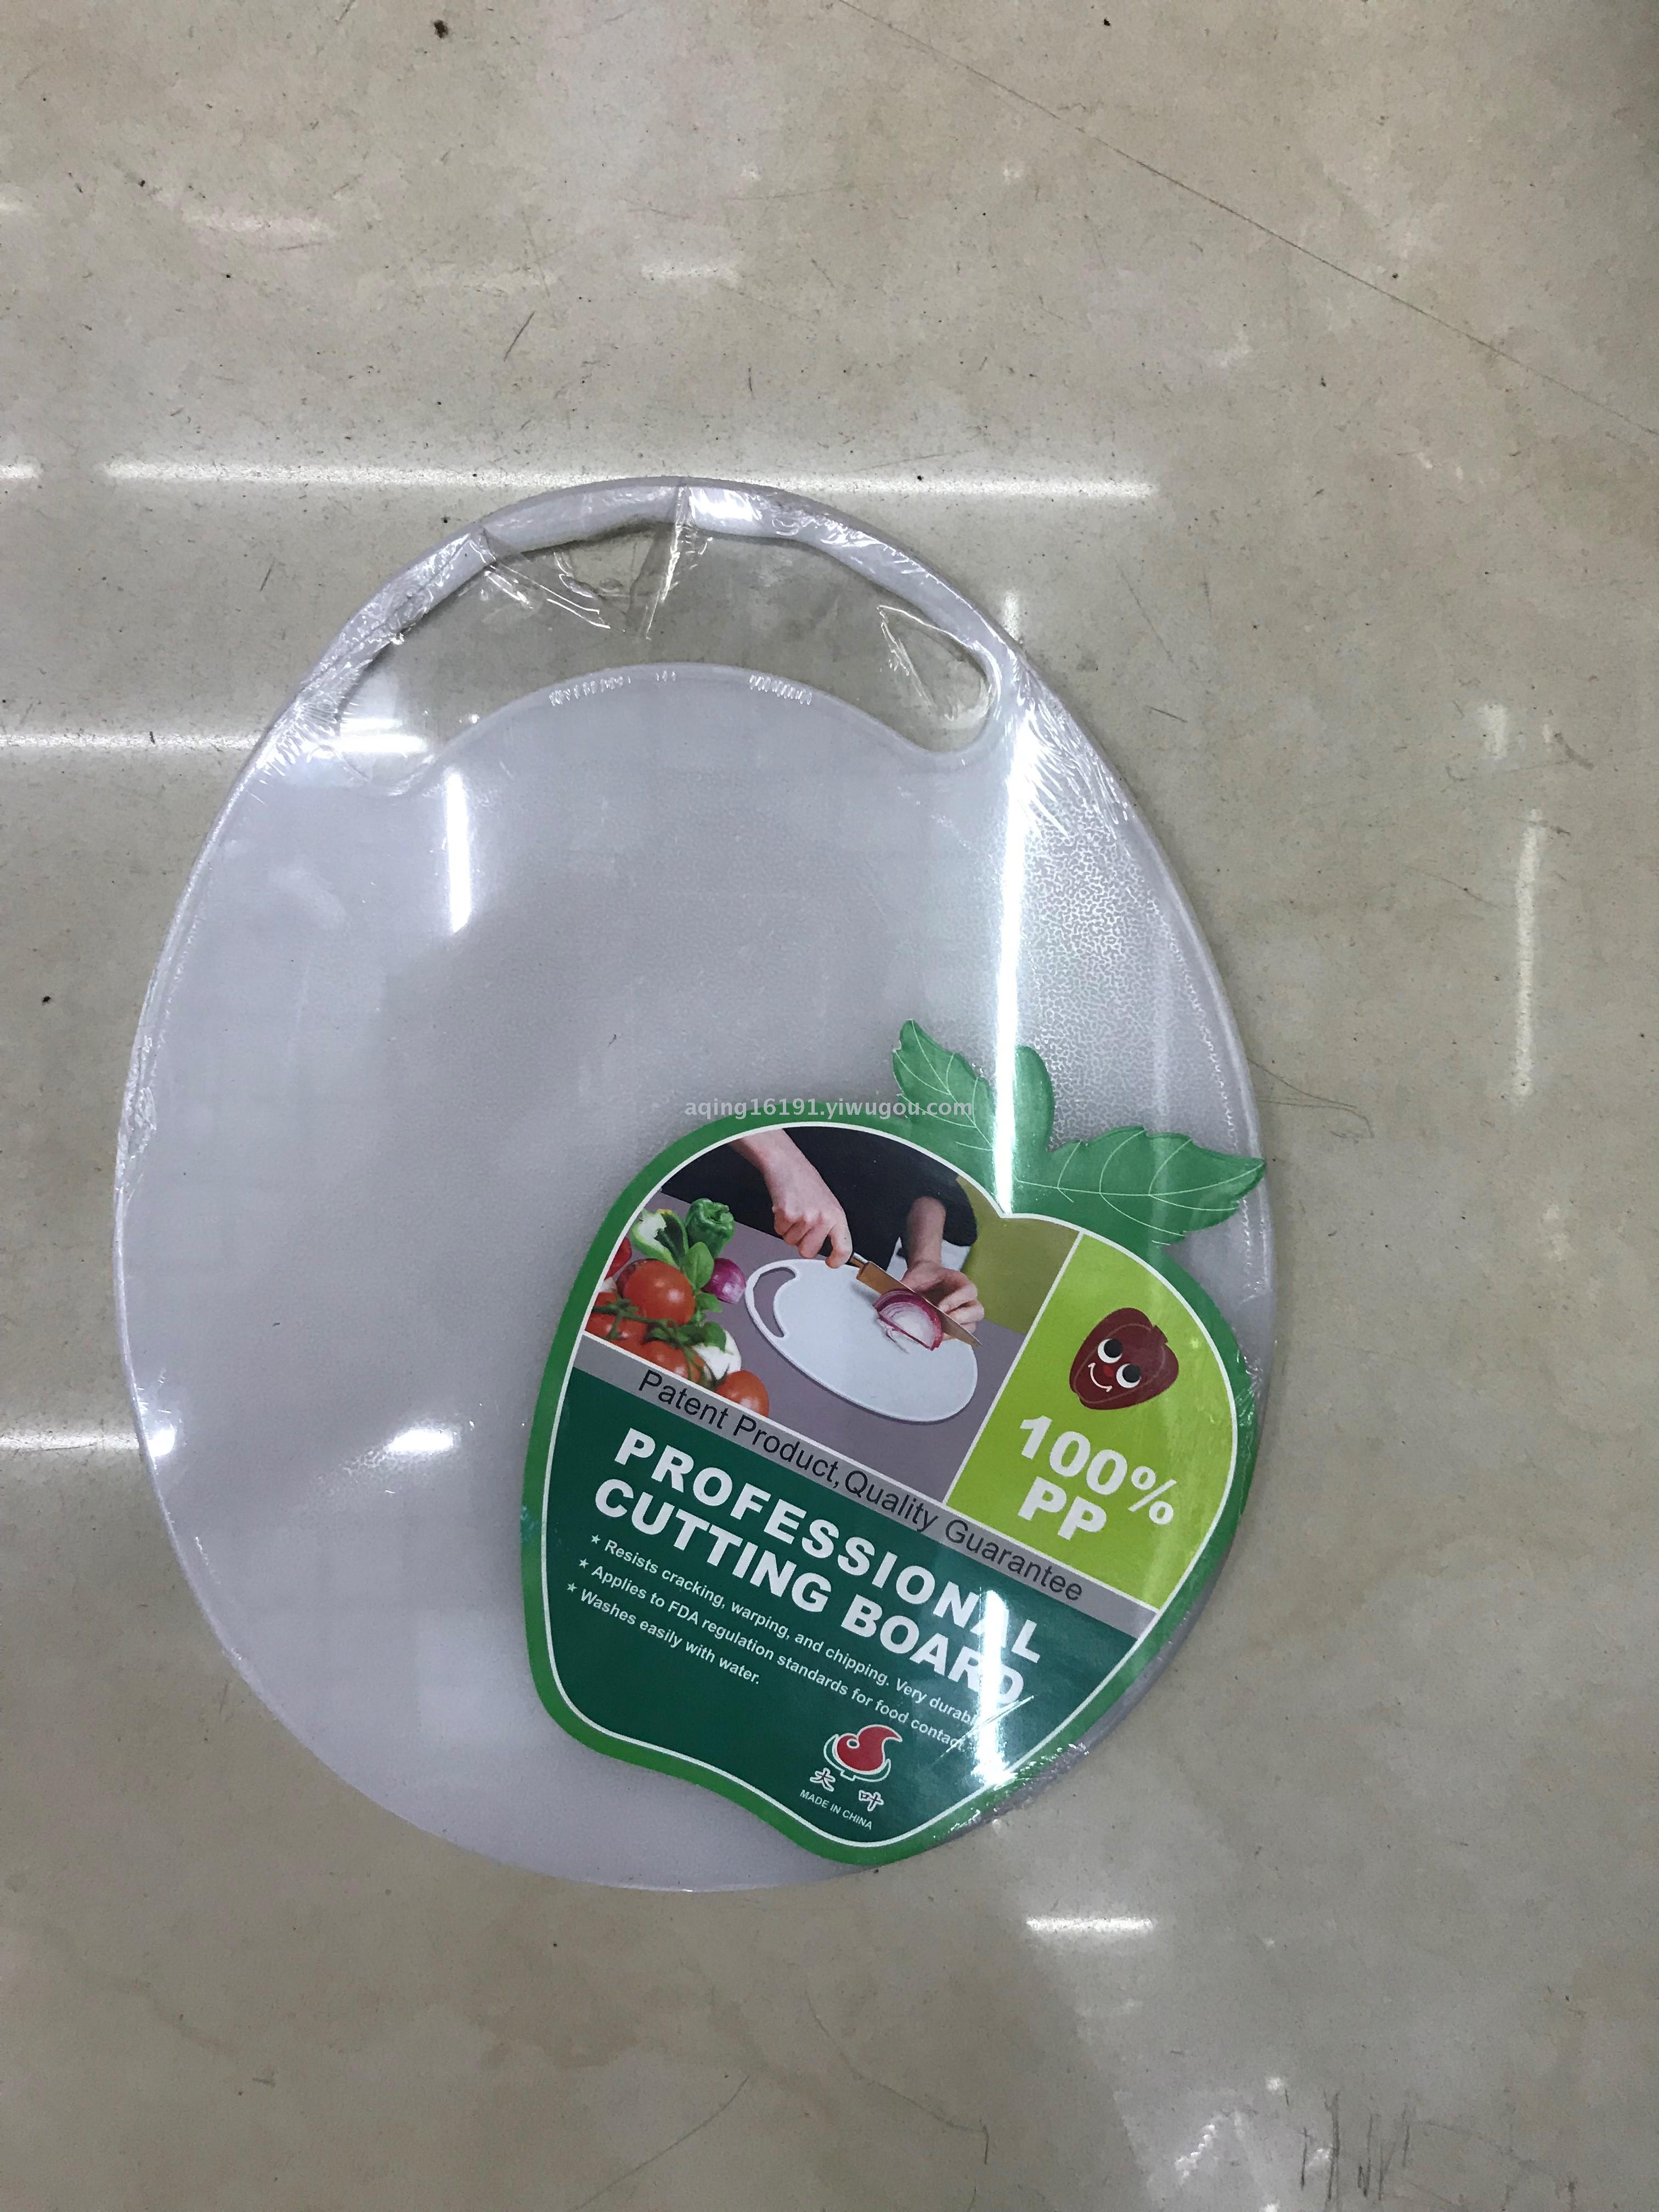 aqing16191.yiwugou.com
100%
PP
Patent Product,Quality Guarantee
PROFESSIONAL
CUTTING BOARD
★ Resists cracking, warping, and chipping. Very
★ Applies to FDA regulation standards for food contact
★ Washes easily with water.
大叶
MADE IN CHINA